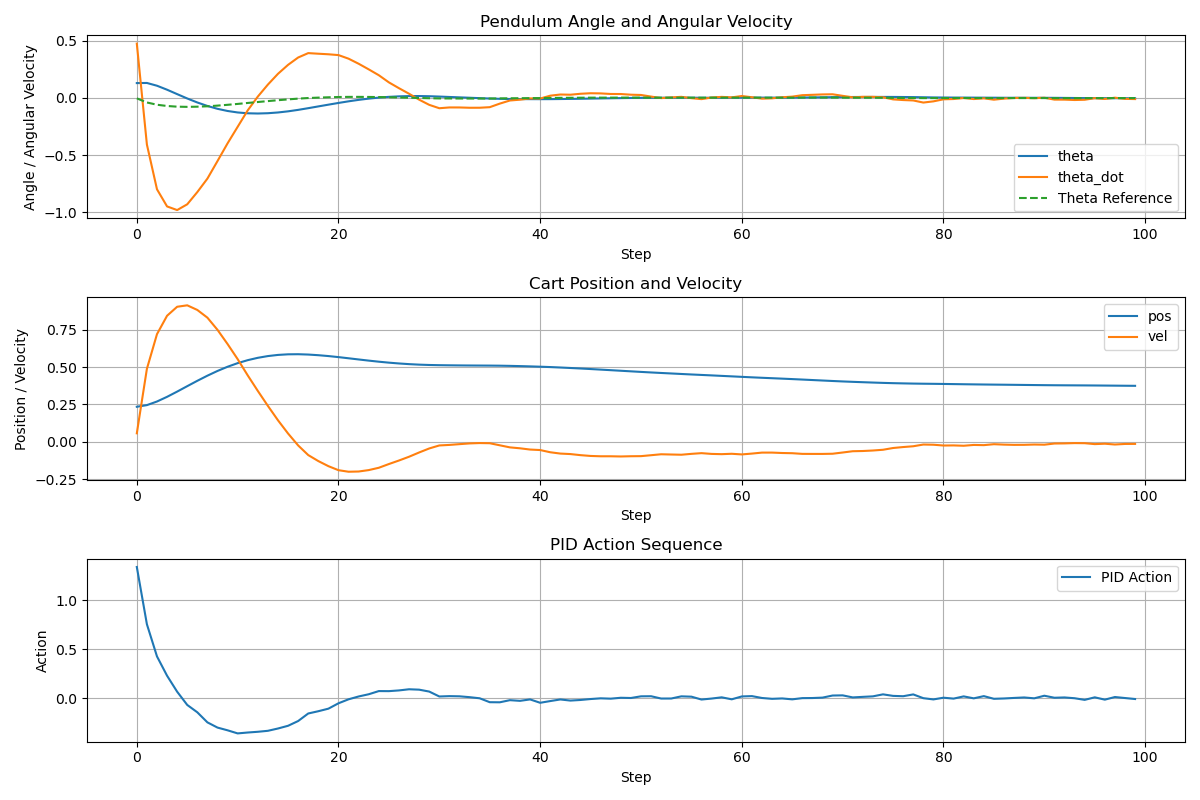 Pendulum Angle and Angular Velocity
Angle / Angular Velocity
0.5
0.0
−0.5
−1.0
theta
theta_dot
Theta Reference
0 20 40 60 80 100
Step
Cart Position and Velocity
Position / Velocity
0.75
0.50
0.25
0.00
−0.25
pos
vel
0 20 40 60 80 100
Step
PID Action Sequence
Action
1.0
0.5
0.0
PID Action
0 20 40 60 80 100
Step